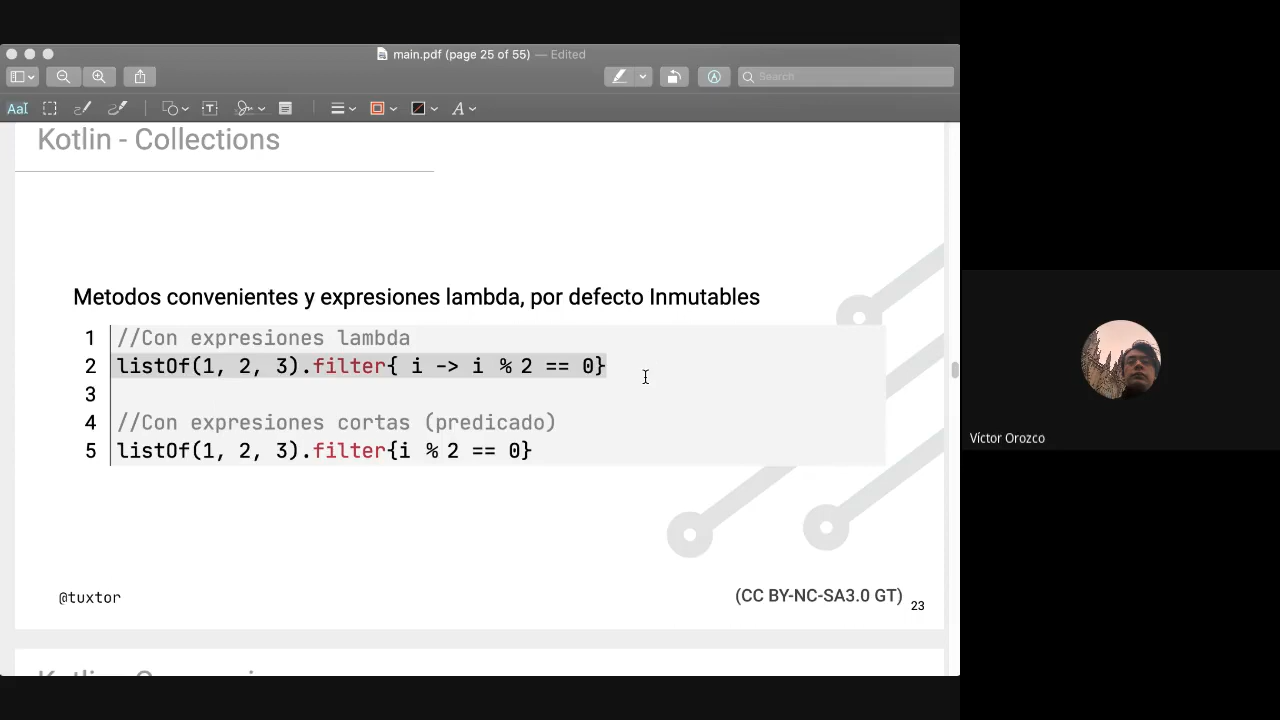 main.pdf (page 25 of 55) — Edited
Search
Kotlin - Collections
Metodos convenientes y expresiones lambda, por defecto Inmutables
1 //Con expresiones lambda
2 listOf(1, 2, 3).filter{ i -> i % 2 == 0}
3
4 //Con expresiones cortas (predicado)
5 listOf(1, 2, 3).filter{i % 2 == 0}
@tuxtor
(CC BY-NC-SA3.0 GT) 23
Víctor Orozco